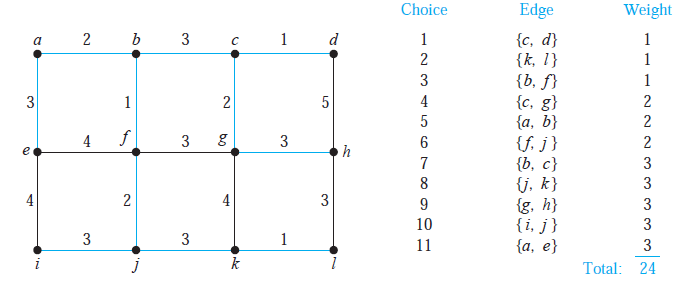 Choice Edge Weight
a 2 b 3 c 1 d
1 {c, d} 1
2 {k, l} 1
3 {b, f} 1
3 1 2 5
4 {c, g} 2
5 {a, b} 2
e 4 f 3 g 3 h
6 {f, j} 2
7 {b, c} 3
8 {j, k} 3
4 2 4 3
9 {g, h} 3
10 {i, j} 3
3 3 1
11 {a, e} 3
i j k l
Total: 24